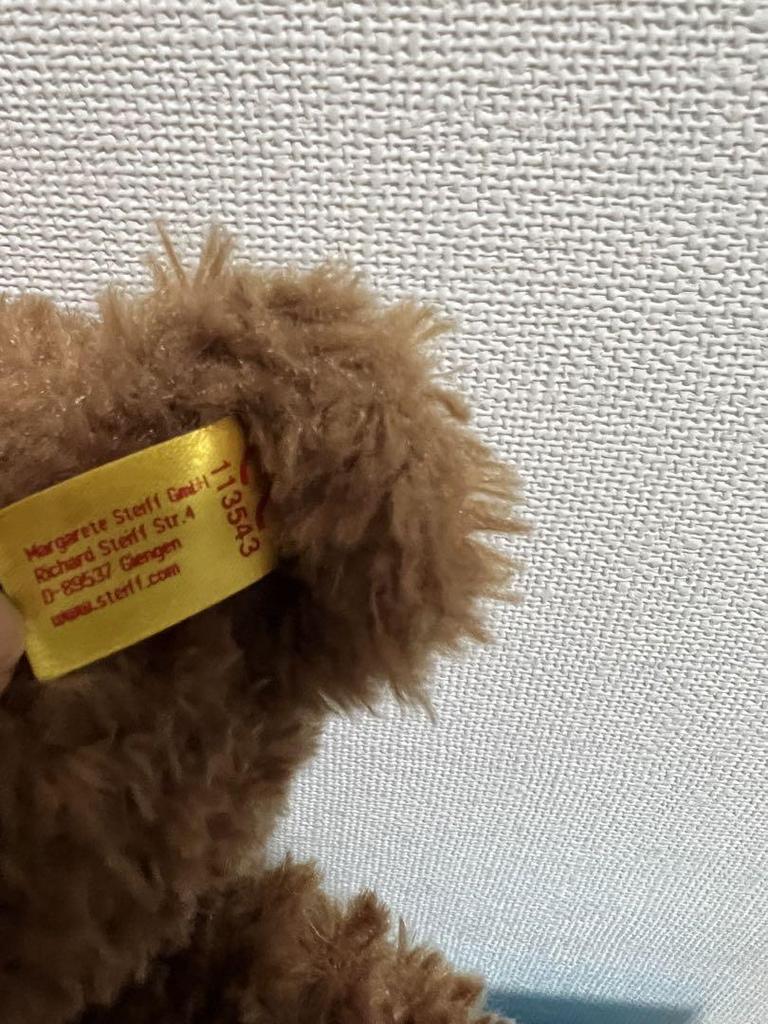 Margarete Steiff GmbH
Richard Steiff Str.4
D-89537 Giengen
www.steiff.com
113543